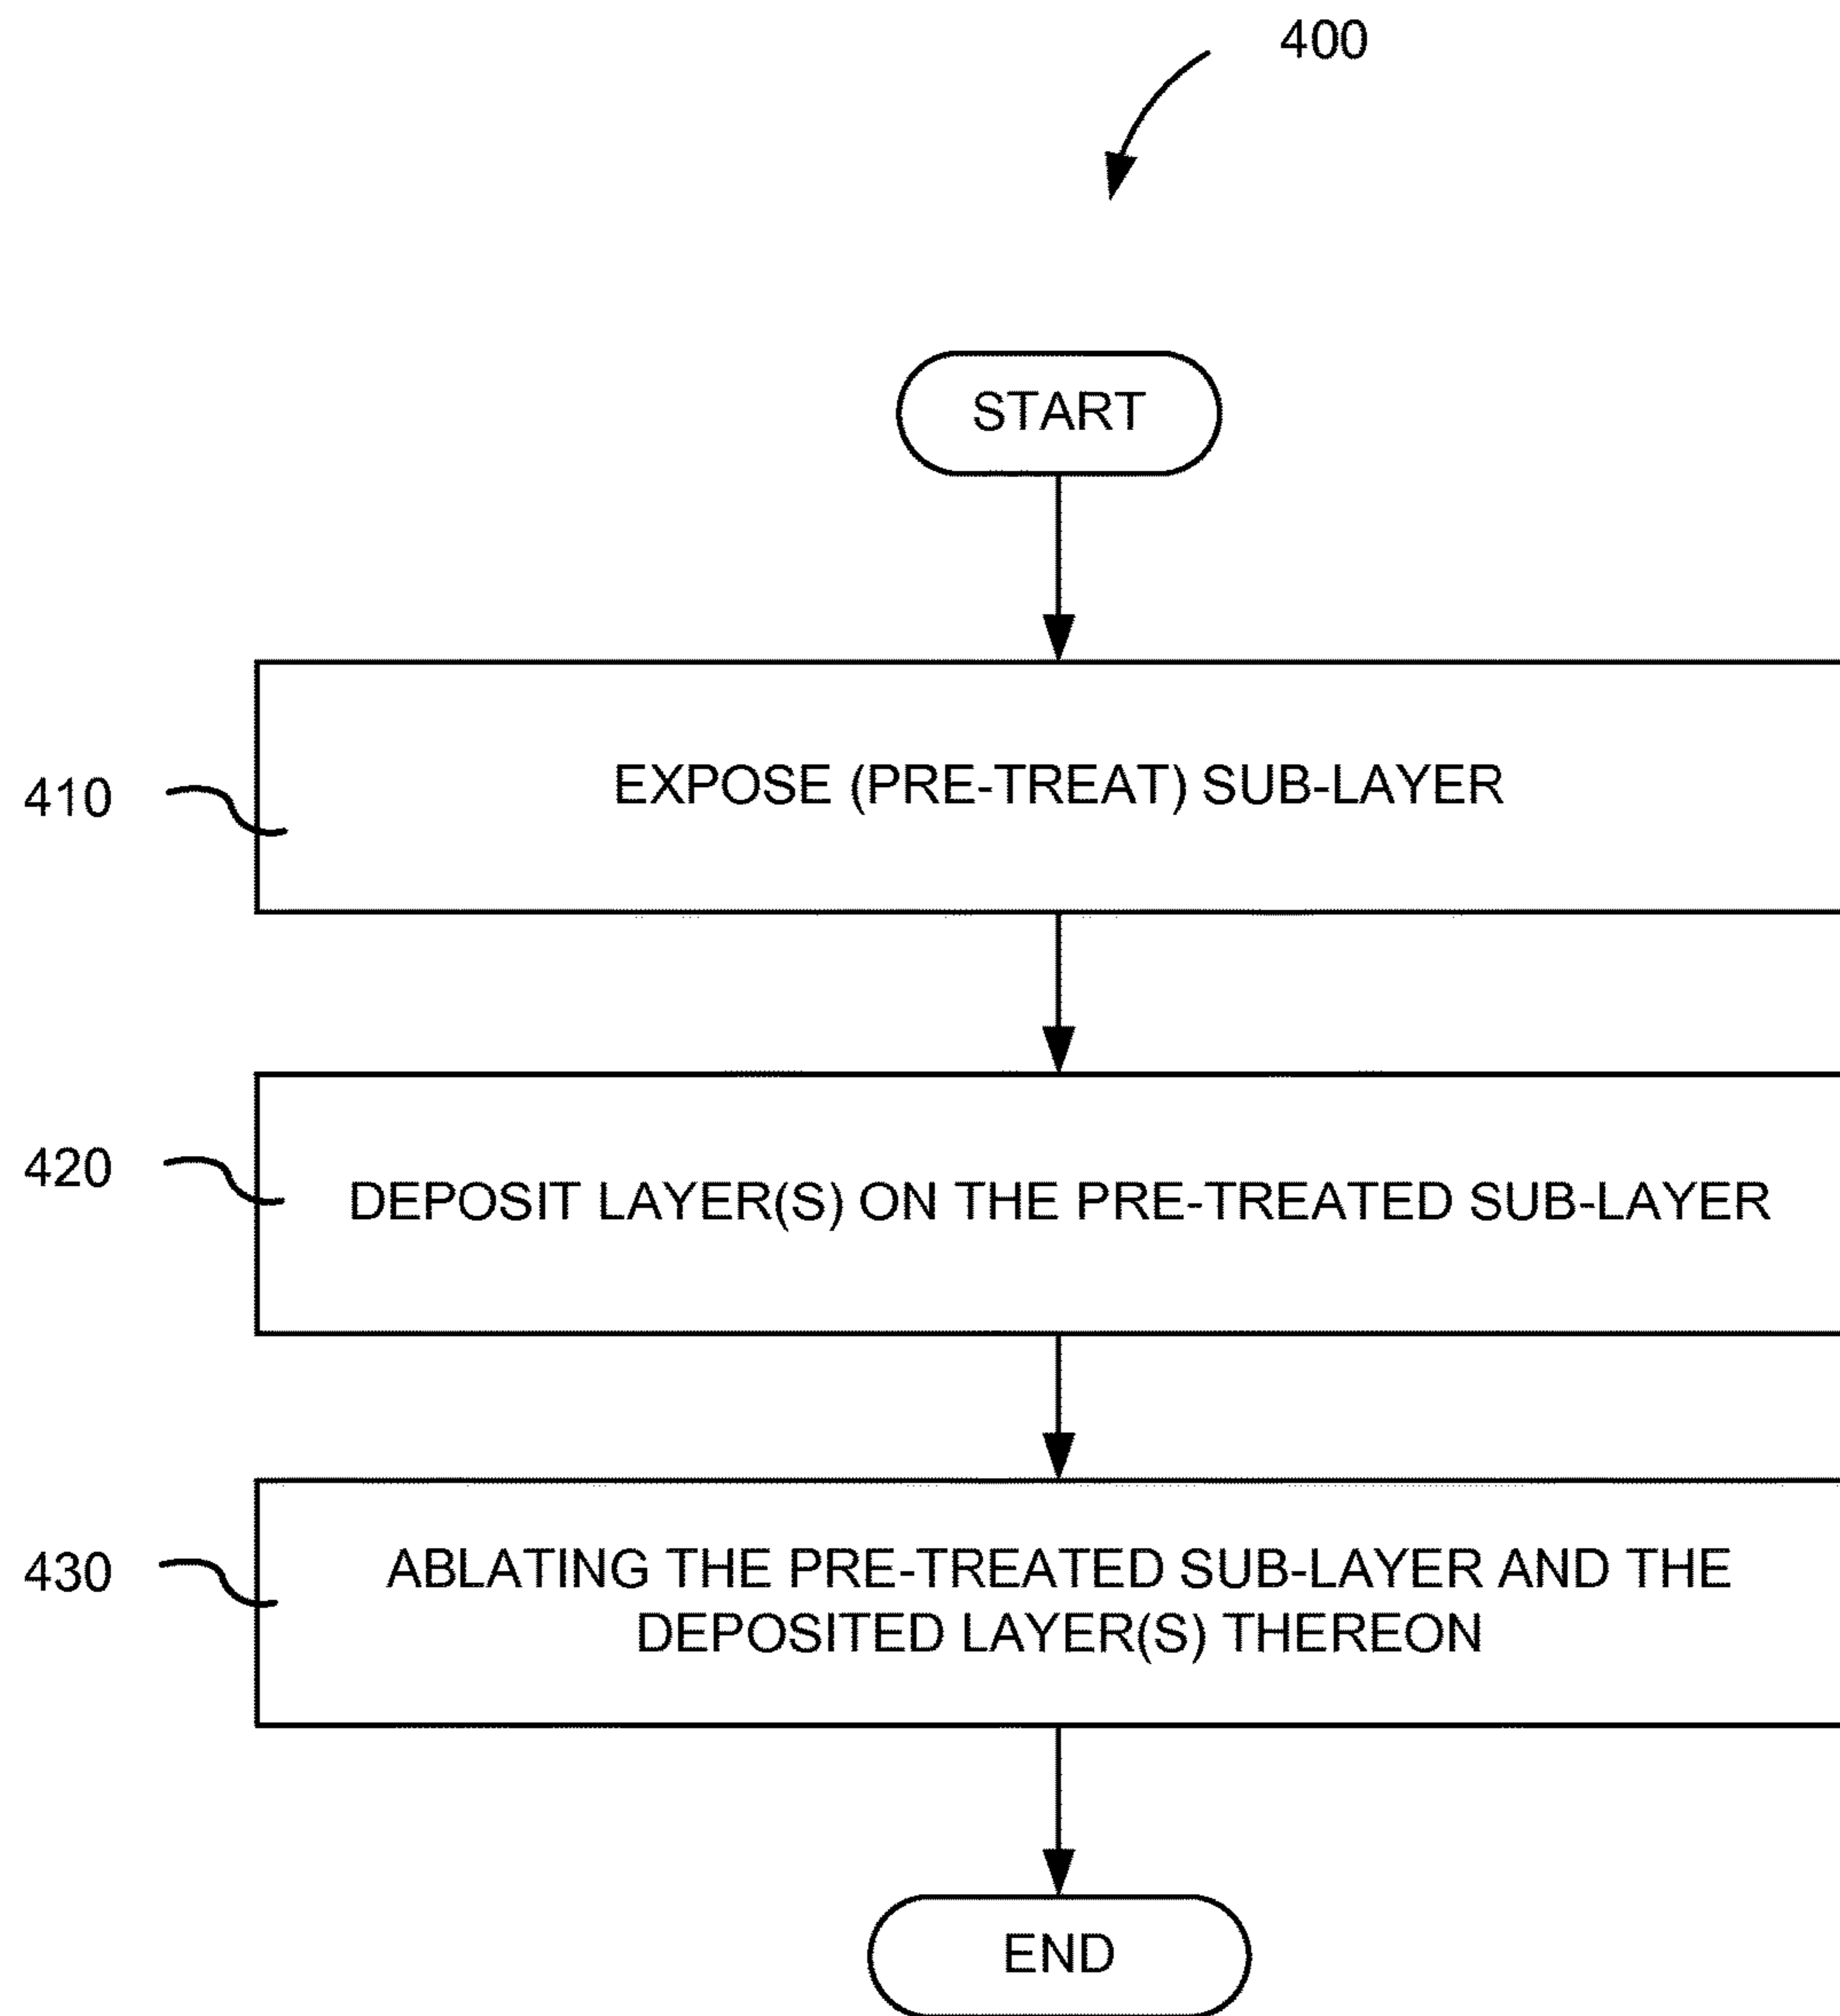 400
START
410
EXPOSE (PRE-TREAT) SUB-LAYER
420
DEPOSIT LAYER(S) ON THE PRE-TREATED SUB-LAYER
430
ABLATING THE PRE-TREATED SUB-LAYER AND THE
DEPOSITED LAYER(S) THEREON
END